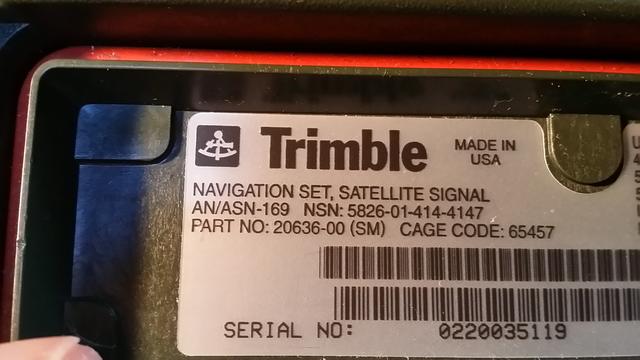 Trimble
MADE IN
USA
NAVIGATION SET, SATELLITE SIGNAL
AN/ASN-169 NSN: 5826-01-414-4147
PART NO: 20636-00 (SM) CAGE CODE: 65457
SERIAL NO: 0220035119